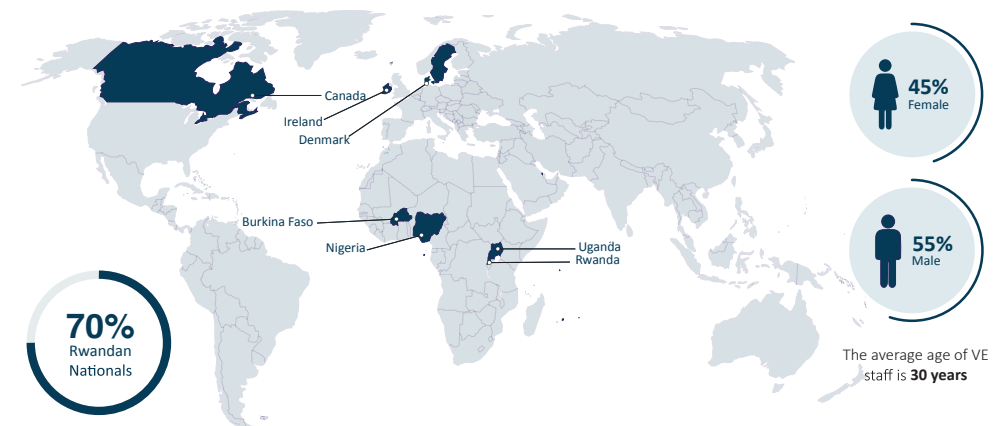 Canada
Ireland
Denmark
Burkina Faso
Nigeria
Uganda
Rwanda
70%
Rwandan
Nationals
45%
Female
55%
Male
The average age of VE
staff is 30 years